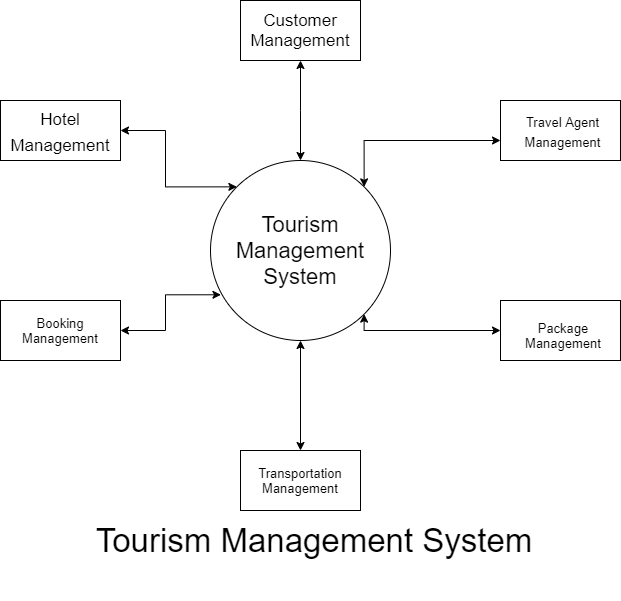 Customer
Management
Hotel
Management
Travel Agent
Management
Tourism
Management
System
Booking
Management
Package
Management
Transportation
Management
Tourism Management System